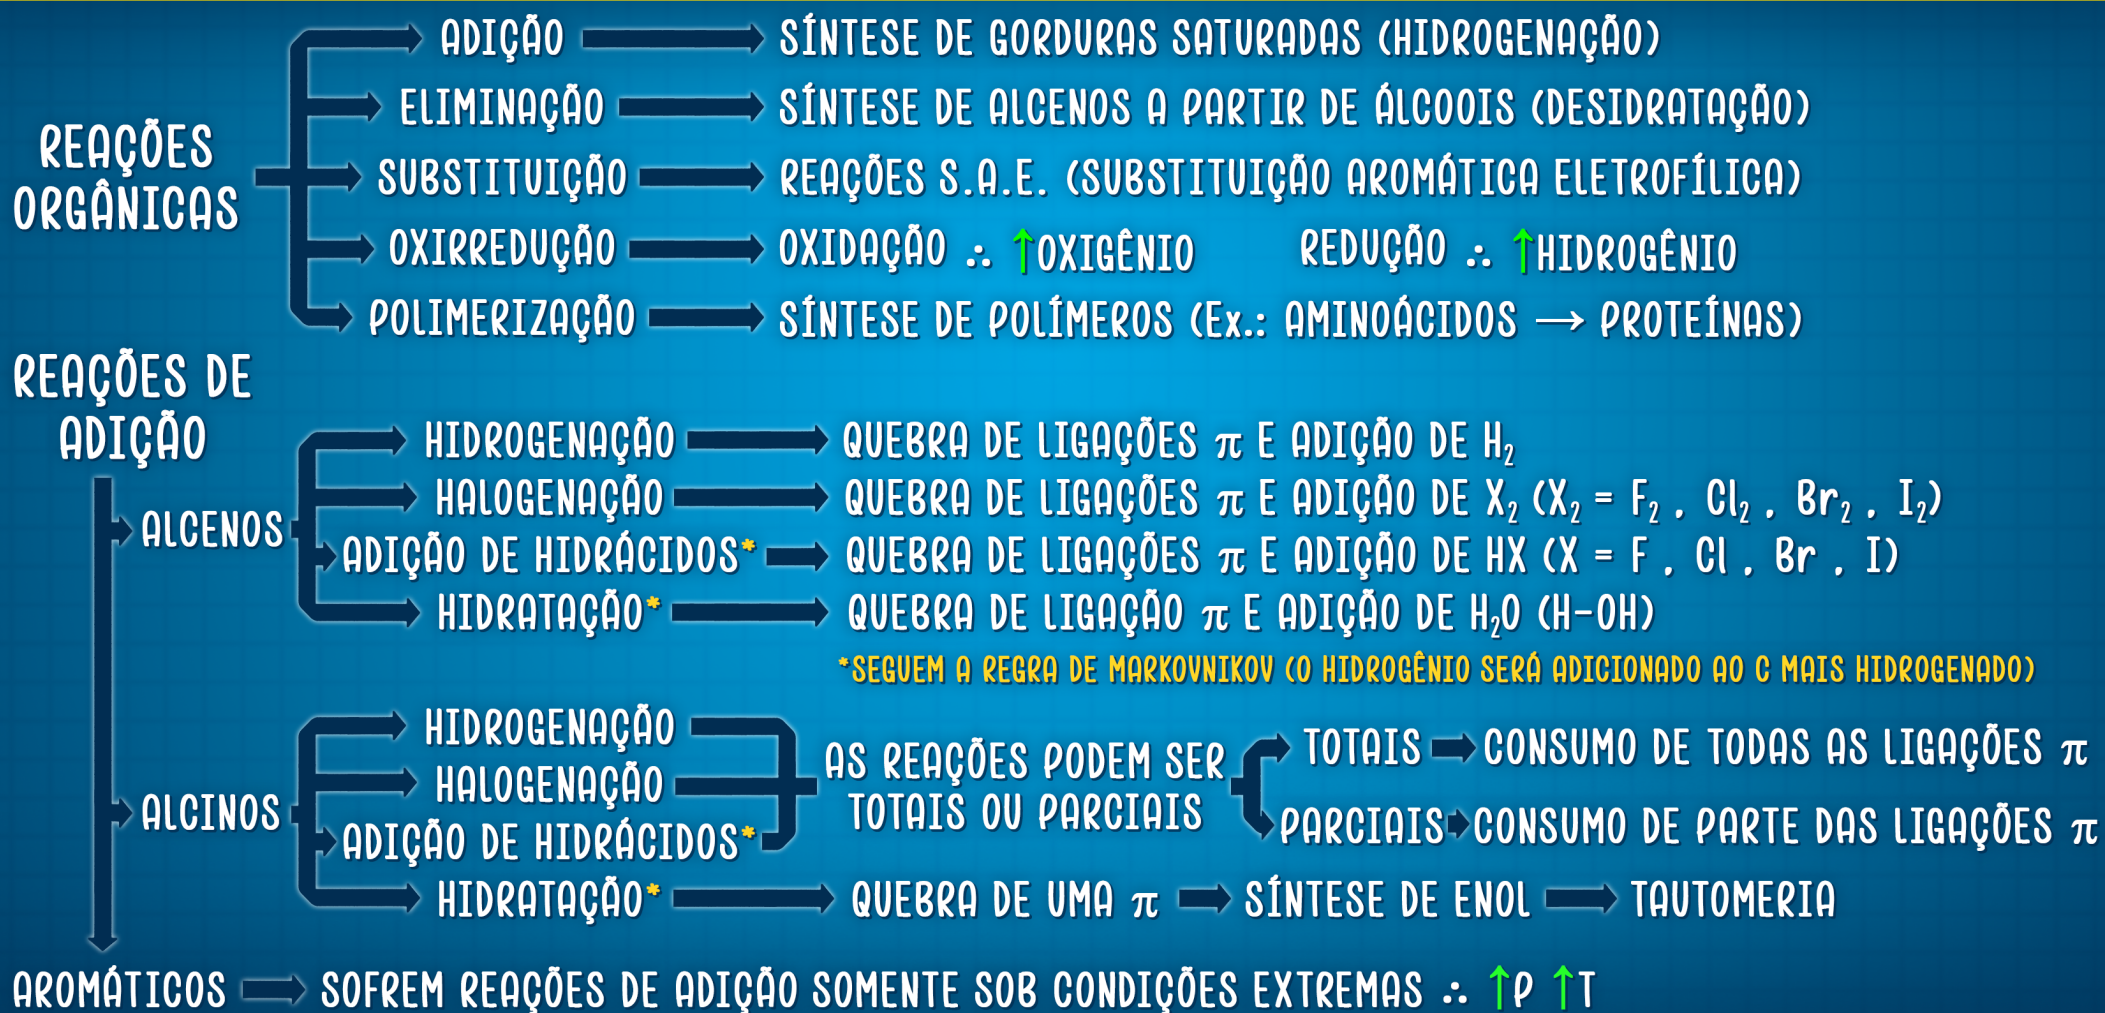 REAÇÕES
ORGÂNICAS
ADIÇÃO → SÍNTESE DE GORDURAS SATURADAS (HIDROGENAÇÃO)
ELIMINAÇÃO → SÍNTESE DE ALCENOS A PARTIR DE ÁLCOOIS (DESIDRATAÇÃO)
SUBSTITUIÇÃO → REAÇÕES S.A.E. (SUBSTITUIÇÃO AROMÁTICA ELETROFÍLICA)
OXIRREDUÇÃO → OXIDAÇÃO ∴ ↑OXIGÊNIO REDUÇÃO ∴ ↑HIDROGÊNIO
POLIMERIZAÇÃO → SÍNTESE DE POLÍMEROS (Ex.: AMINOÁCIDOS → PROTEÍNAS)
REAÇÕES DE
ADIÇÃO
ALCENOS
HIDROGENAÇÃO → QUEBRA DE LIGAÇÕES π E ADIÇÃO DE H₂
HALOGENAÇÃO → QUEBRA DE LIGAÇÕES π E ADIÇÃO DE X₂ (X₂ = F₂ , Cl₂ , Br₂ , I₂)
ADIÇÃO DE HIDRÁCIDOS* → QUEBRA DE LIGAÇÕES π E ADIÇÃO DE HX (X = F , Cl , Br , I)
HIDRATAÇÃO* → QUEBRA DE LIGAÇÃO π E ADIÇÃO DE H₂O (H-OH)
*SEGUEM A REGRA DE MARKOVNIKOV (O HIDROGÊNIO SERÁ ADICIONADO AO C MAIS HIDROGENADO)
ALCINOS
HIDROGENAÇÃO
HALOGENAÇÃO
ADIÇÃO DE HIDRÁCIDOS*
AS REAÇÕES PODEM SER
TOTAIS OU PARCIAIS
TOTAIS → CONSUMO DE TODAS AS LIGAÇÕES π
PARCIAIS → CONSUMO DE PARTE DAS LIGAÇÕES π
HIDRATAÇÃO* → QUEBRA DE UMA π → SÍNTESE DE ENOL → TAUTOMERIA
AROMÁTICOS → SOFREM REAÇÕES DE ADIÇÃO SOMENTE SOB CONDIÇÕES EXTREMAS ∴ ↑P ↑T